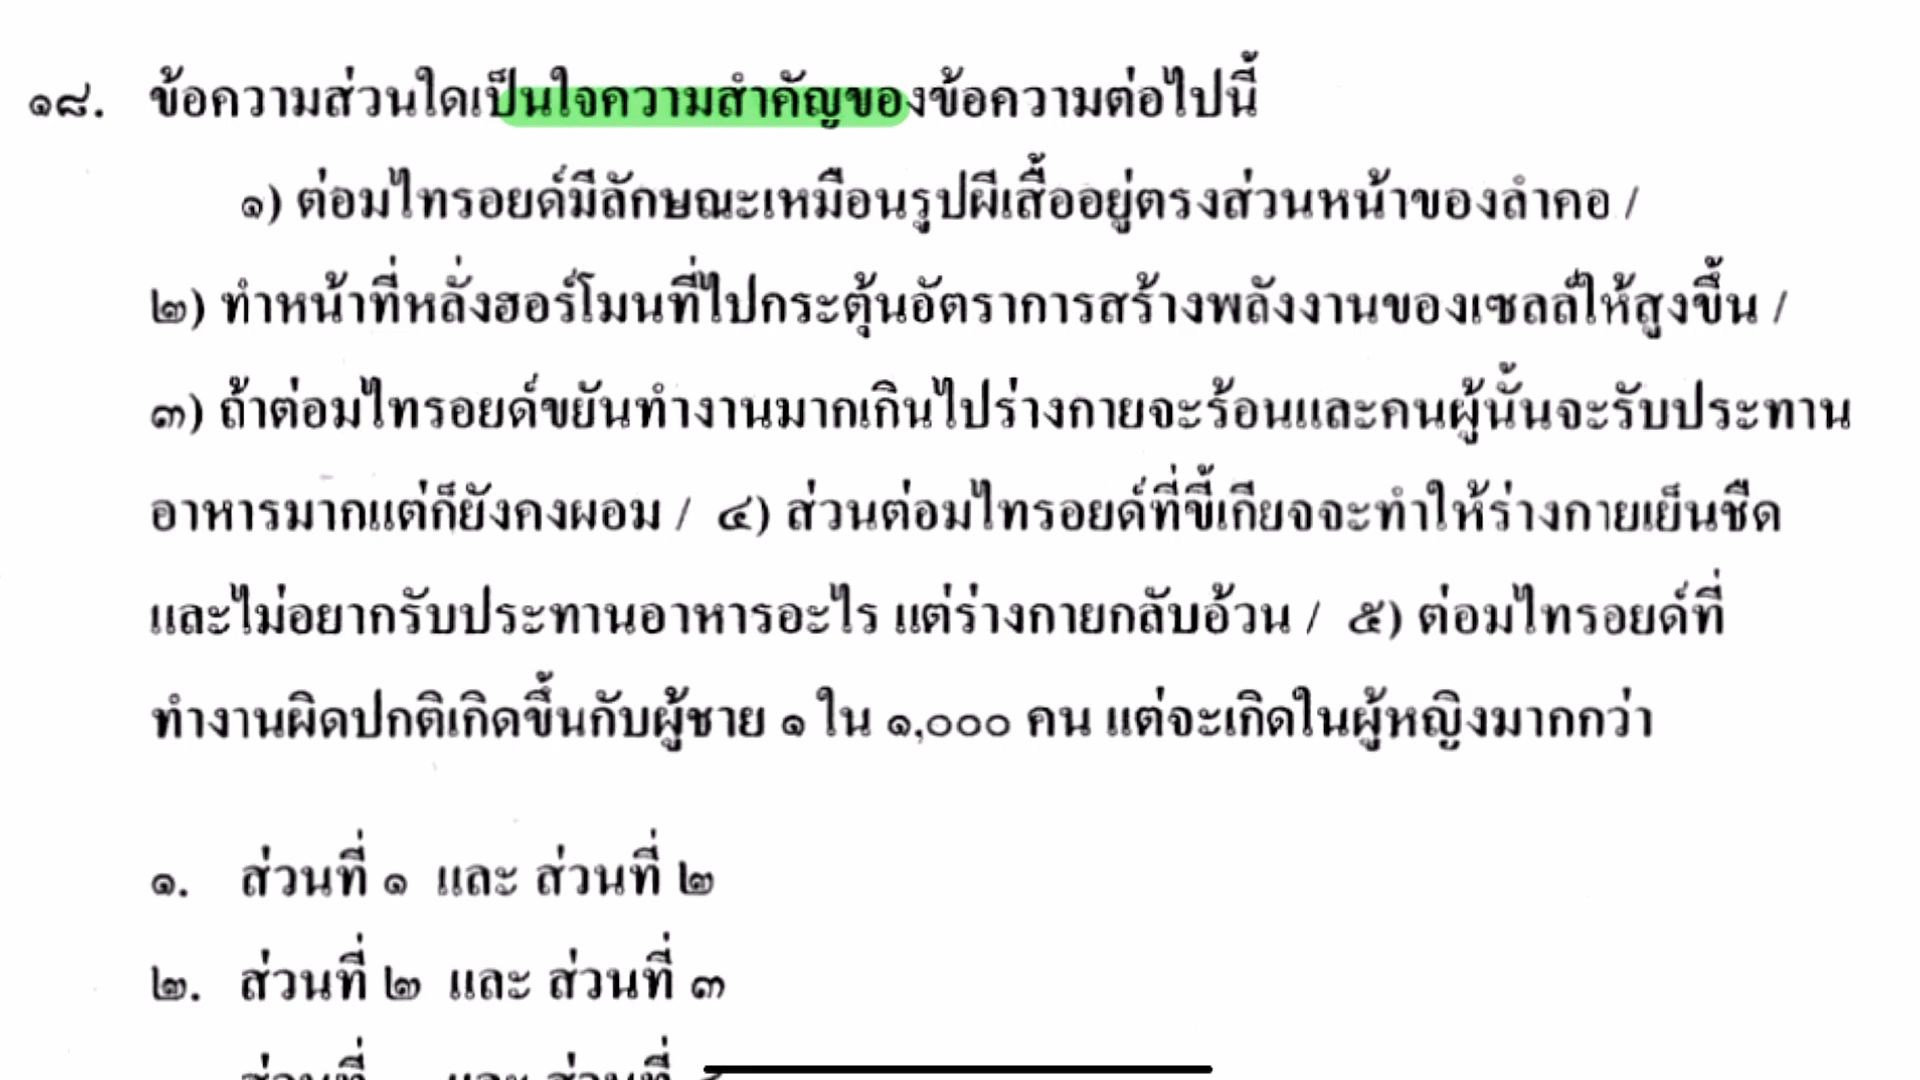 ๑๘. ข้อความส่วนใดเป็นใจความสำคัญของข้อความต่อไปนี้
๑) ต่อมไทรอยด์มีลักษณะเหมือนรูปผีเสื้ออยู่ตรงส่วนหน้าของลำคอ /
๒) ทำหน้าที่หลั่งฮอร์โมนที่ไปกระตุ้นอัตราการสร้างพลังงานของเซลล์ให้สูงขึ้น /
๓) ถ้าต่อมไทรอยด์ขยันทำงานมากเกินไปร่างกายจะร้อนและคนผู้นั้นจะรับประทาน
อาหารมากแต่ก็ยังคงผอม / ๔) ส่วนต่อมไทรอยด์ที่ขี้เกียจจะทำให้ร่างกายเย็นชืด
และไม่อยากรับประทานอาหารอะไร แต่ร่างกายกลับอ้วน / ๕) ต่อมไทรอยด์ที่
ทำงานผิดปกติเกิดขึ้นกับผู้ชาย ๑ ใน ๑,๐๐๐ คน แต่จะเกิดในผู้หญิงมากกว่า
๑. ส่วนที่ ๑ และ ส่วนที่ ๒
๒. ส่วนที่ ๒ และ ส่วนที่ ๓